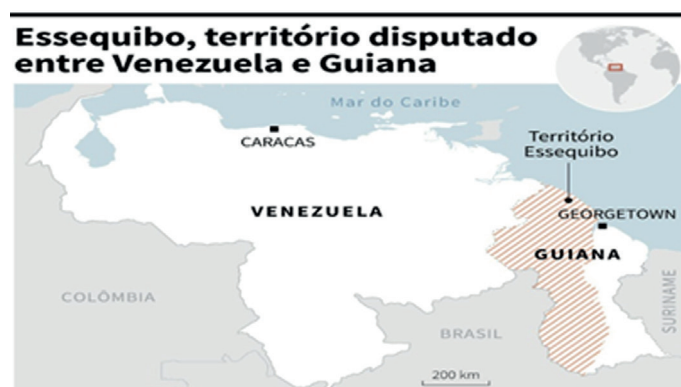 Essequibo, território disputado
entre Venezuela e Guiana
Mar do Caribe
CARACAS
Território
Essequibo
VENEZUELA
GEORGETOWN
GUIANA
COLÔMBIA
SURINAME
BRASIL
200 km